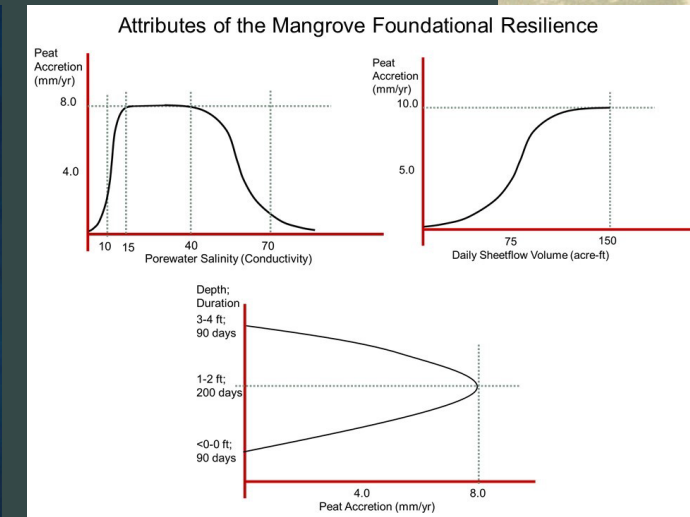 Attributes of the Mangrove Foundational Resilience
Peat
Accretion
(mm/yr)
8.0
4.0
10 15 40 70
Porewater Salinity (Conductivity)
Peat
Accretion
(mm/yr)
10.0
5.0
75 150
Daily Sheetflow Volume (acre-ft)
Depth;
Duration
3-4 ft;
90 days
1-2 ft;
200 days
<0-0 ft;
90 days
4.0 8.0
Peat Accretion (mm/yr)